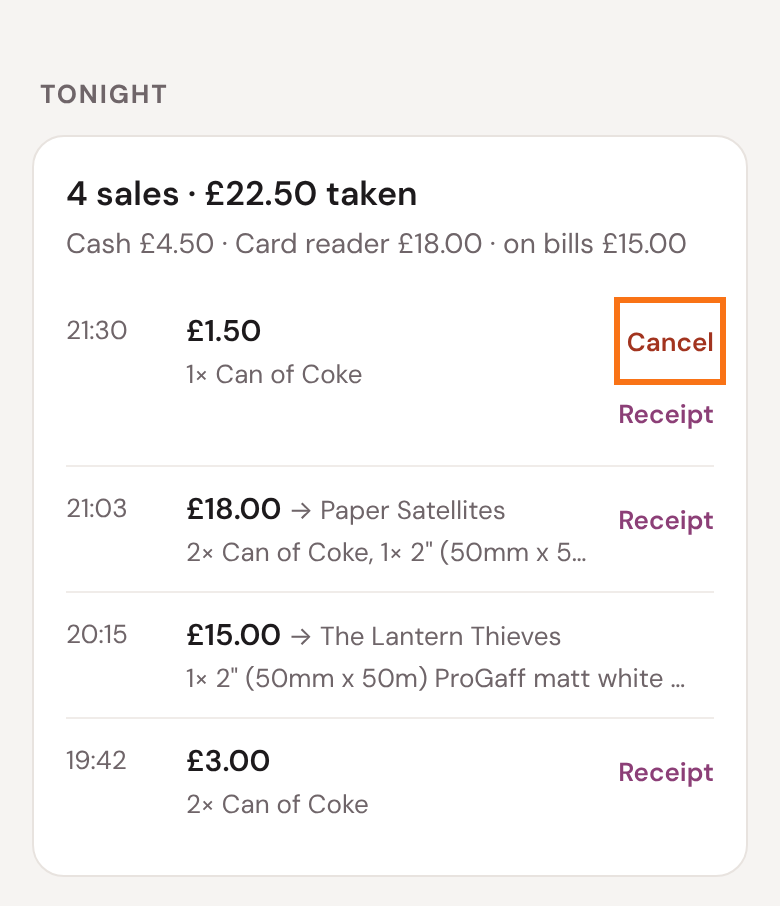 TONIGHT
4 sales · £22.50 taken
Cash £4.50 · Card reader £18.00 · on bills £15.00
21:30 £1.50 Cancel
1× Can of Coke
Receipt
21:03 £18.00 → Paper Satellites Receipt
2× Can of Coke, 1× 2" (50mm x 5...
20:15 £15.00 → The Lantern Thieves
1× 2" (50mm x 50m) ProGaff matt white ...
19:42 £3.00 Receipt
2× Can of Coke